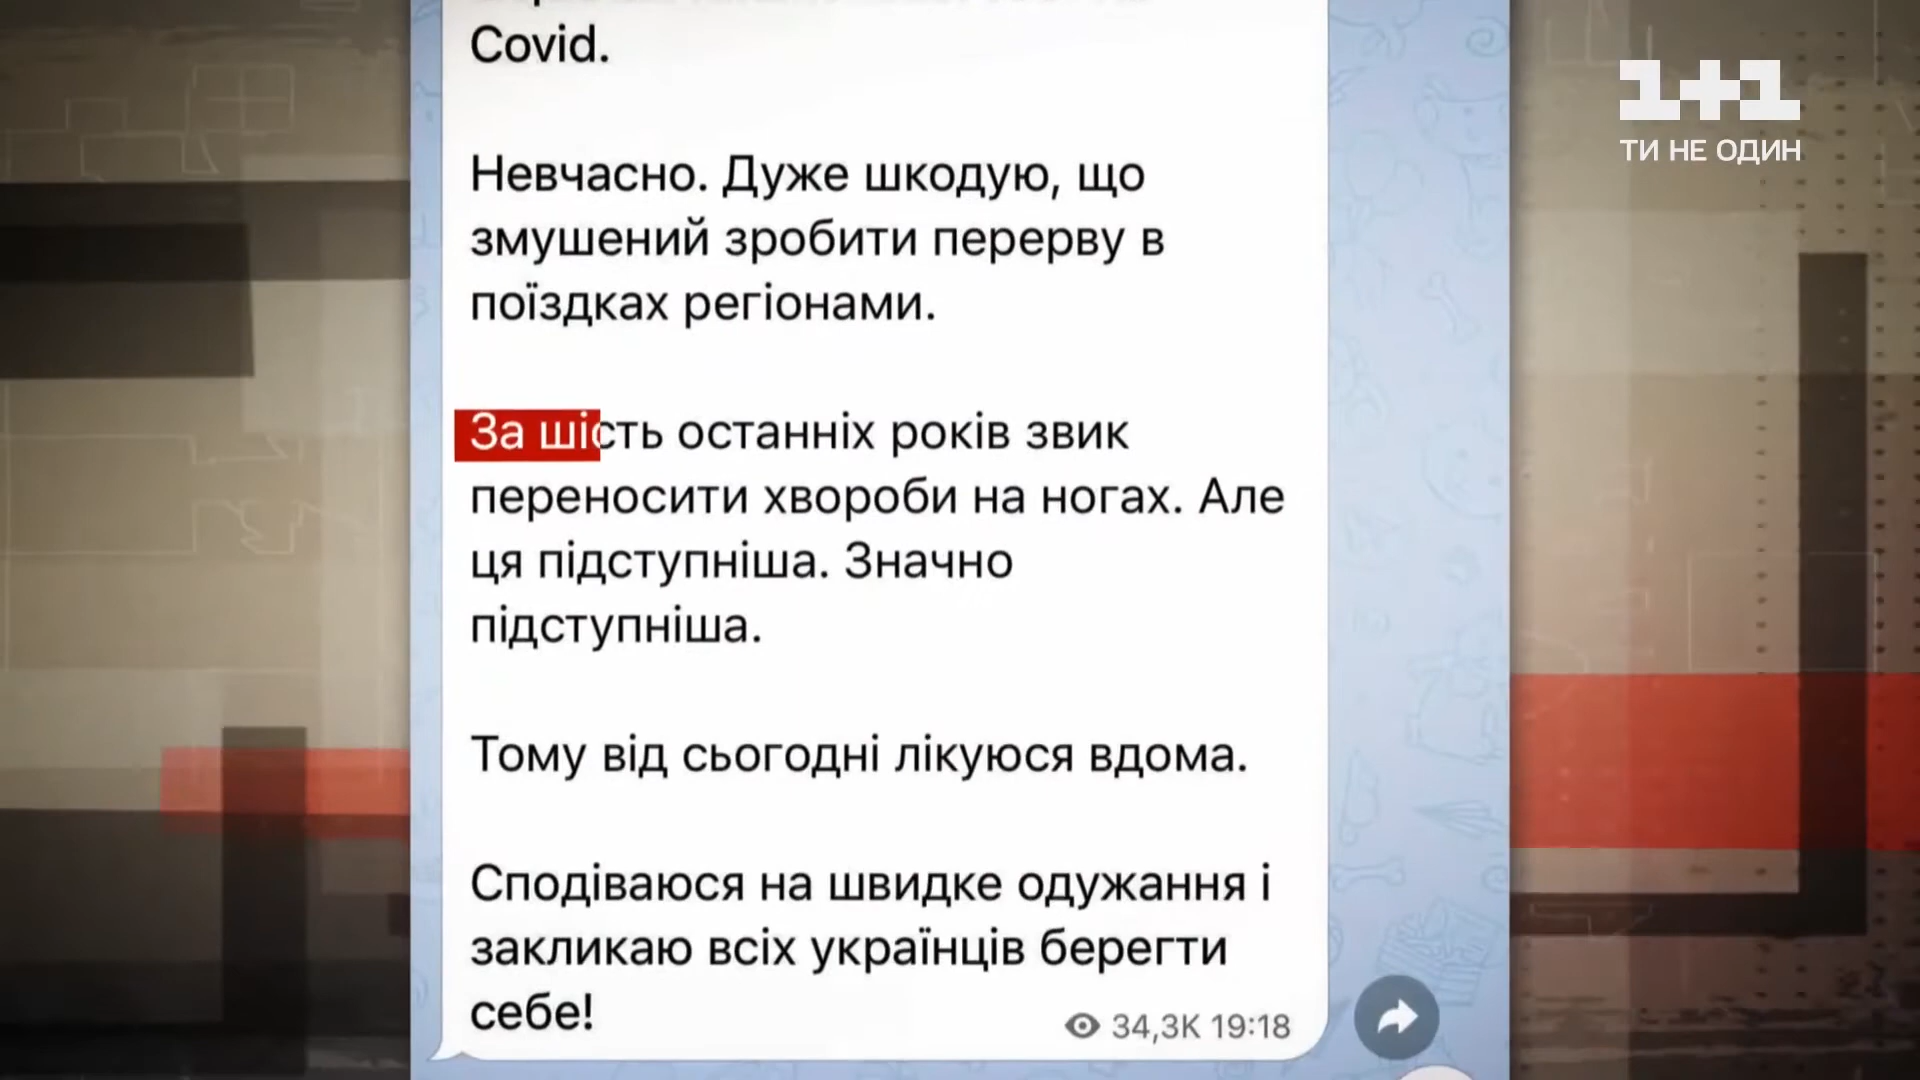 Covid.
1+1
ТИ НЕ ОДИН
Невчасно. Дуже шкодую, що
змушений зробити перерву в
поїздках регіонами.
За шість останніх років звик
переносити хвороби на ногах. Але
ця підступніша. Значно
підступніша.
Тому від сьогодні лікуюся вдома.
Сподіваюся на швидке одужання і
закликаю всіх українців берегти
себе!
34,3K 19:18